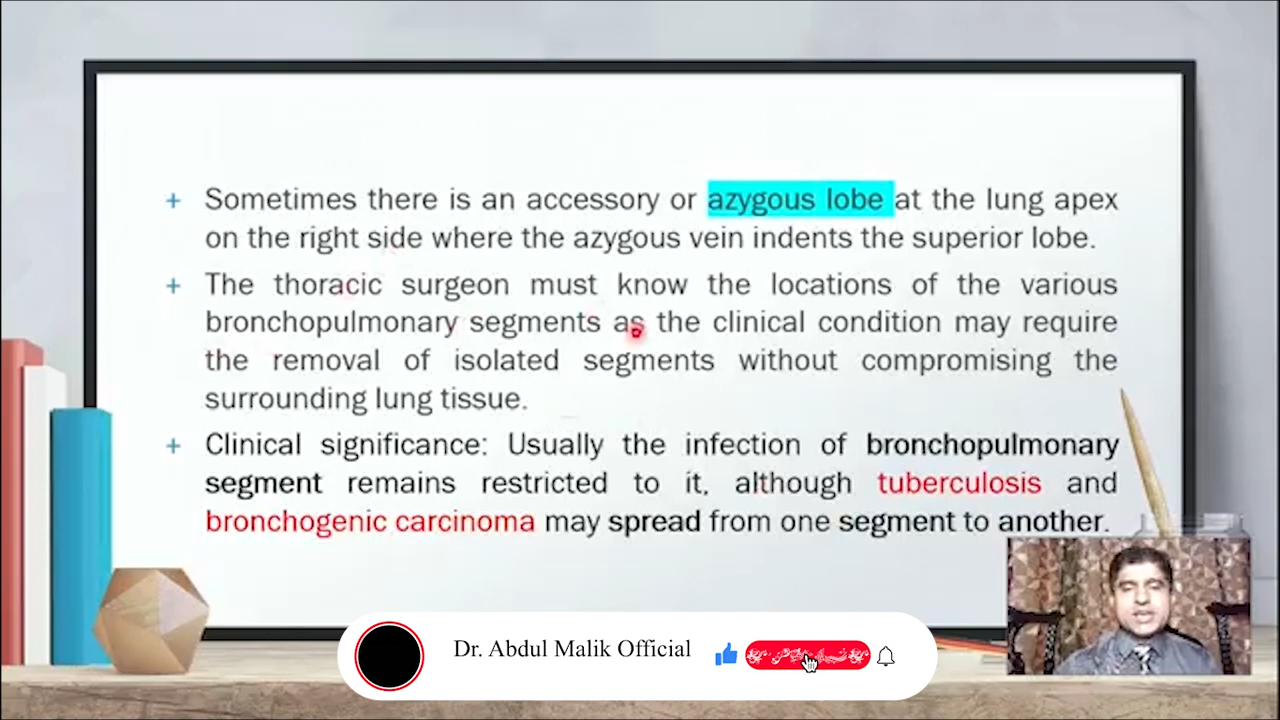 + Sometimes there is an accessory or azygous lobe at the lung apex
on the right side where the azygous vein indents the superior lobe.
+ The thoracic surgeon must know the locations of the various
bronchopulmonary segments as the clinical condition may require
the removal of isolated segments without compromising the
surrounding lung tissue.
+ Clinical significance: Usually the infection of bronchopulmonary
segment remains restricted to it, although tuberculosis and
bronchogenic carcinoma may spread from one segment to another.
Dr. Abdul Malik Official